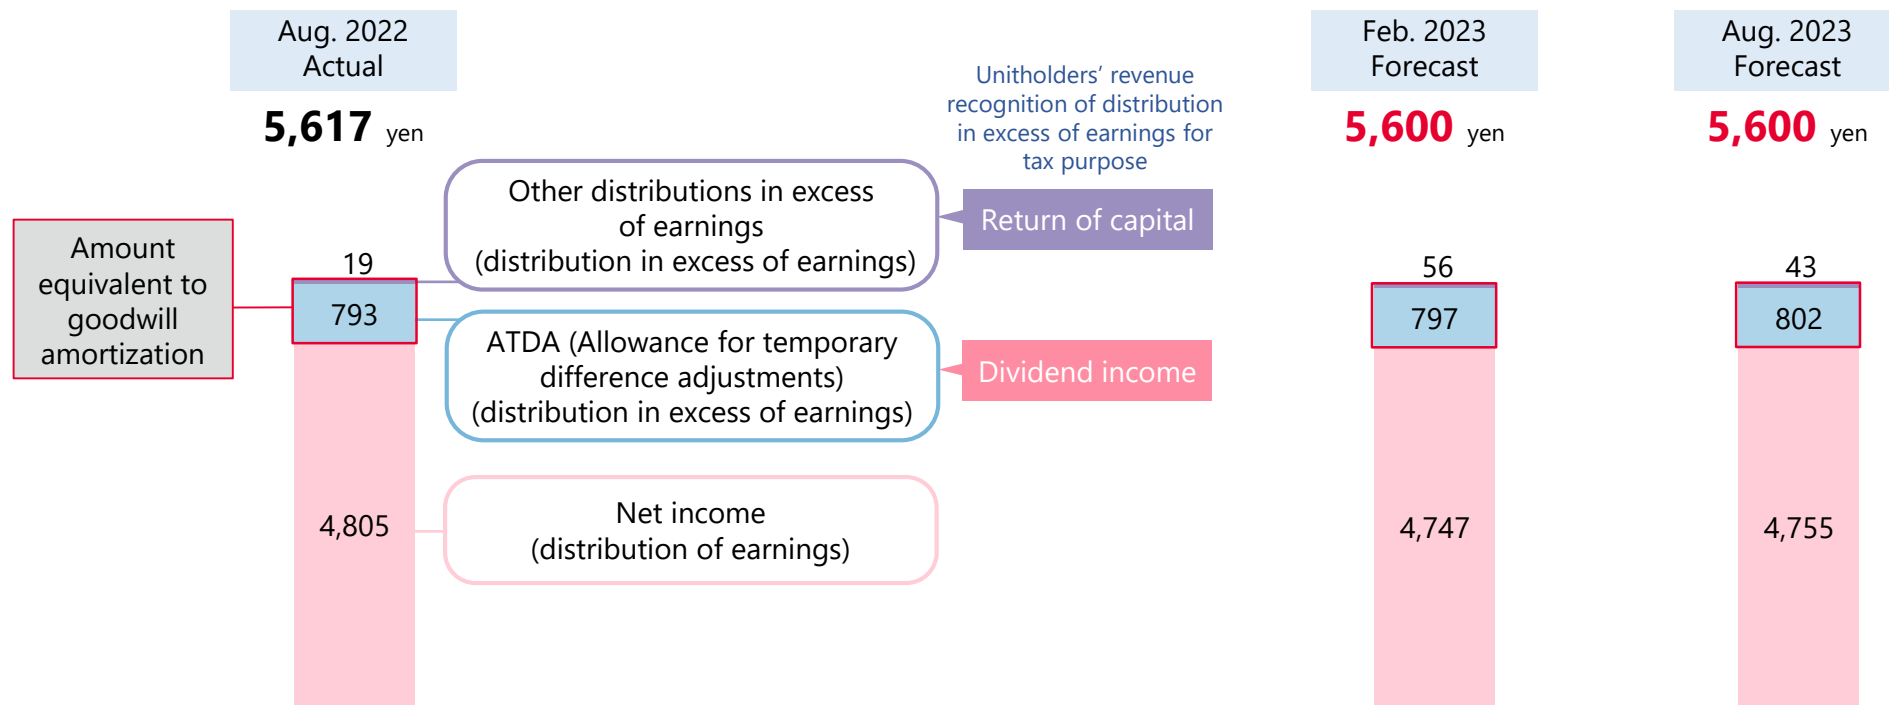 Aug. 2022
Actual
5,617 yen
Amount
equivalent to
goodwill
amortization
19
793
4,805
Other distributions in excess
of earnings
(distribution in excess of earnings)
ATDA (Allowance for temporary
difference adjustments)
(distribution in excess of earnings)
Net income
(distribution of earnings)
Unitholders’ revenue
recognition of distribution
in excess of earnings for
tax purpose
Return of capital
Dividend income
Feb. 2023
Forecast
5,600 yen
56
797
4,747
Aug. 2023
Forecast
5,600 yen
43
802
4,755